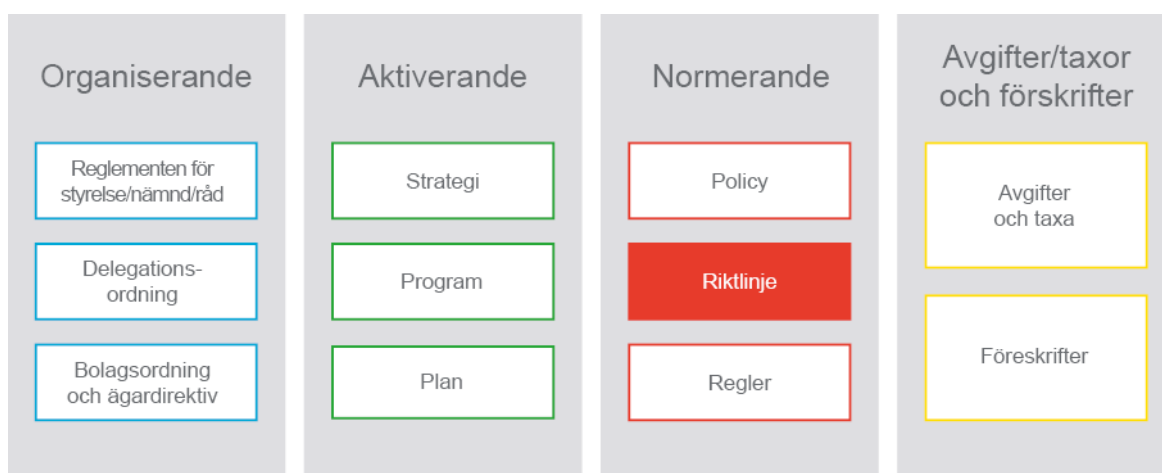 Organiserande
Reglementen för
styrelse/nämnd/råd
Delegations-
ordning
Bolagsordning
och ägardirektiv
Aktiverande
Strategi
Program
Plan
Normerande
Policy
Riktlinje
Regler
Avgifter/taxor
och förskrifter
Avgifter
och taxa
Föreskrifter